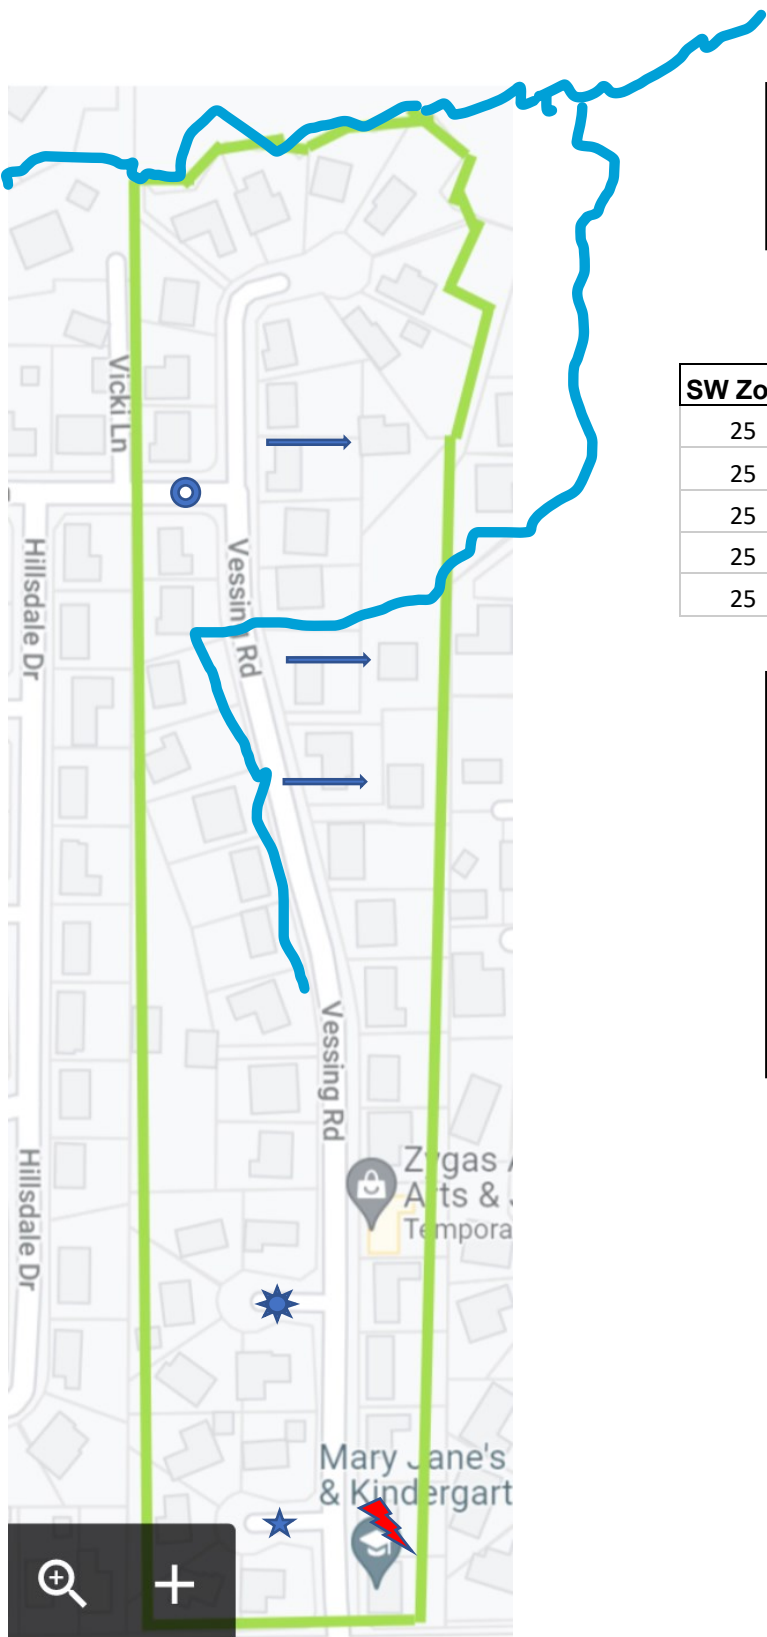 SW Zo
25
25
25
25
25
Vicki Ln
Hillsdale Dr
Vessing Rd
Vessing Rd
Zygas A
Arts & J
Tempora
Hillsdale Dr
Mary Jane's
& Kindergart